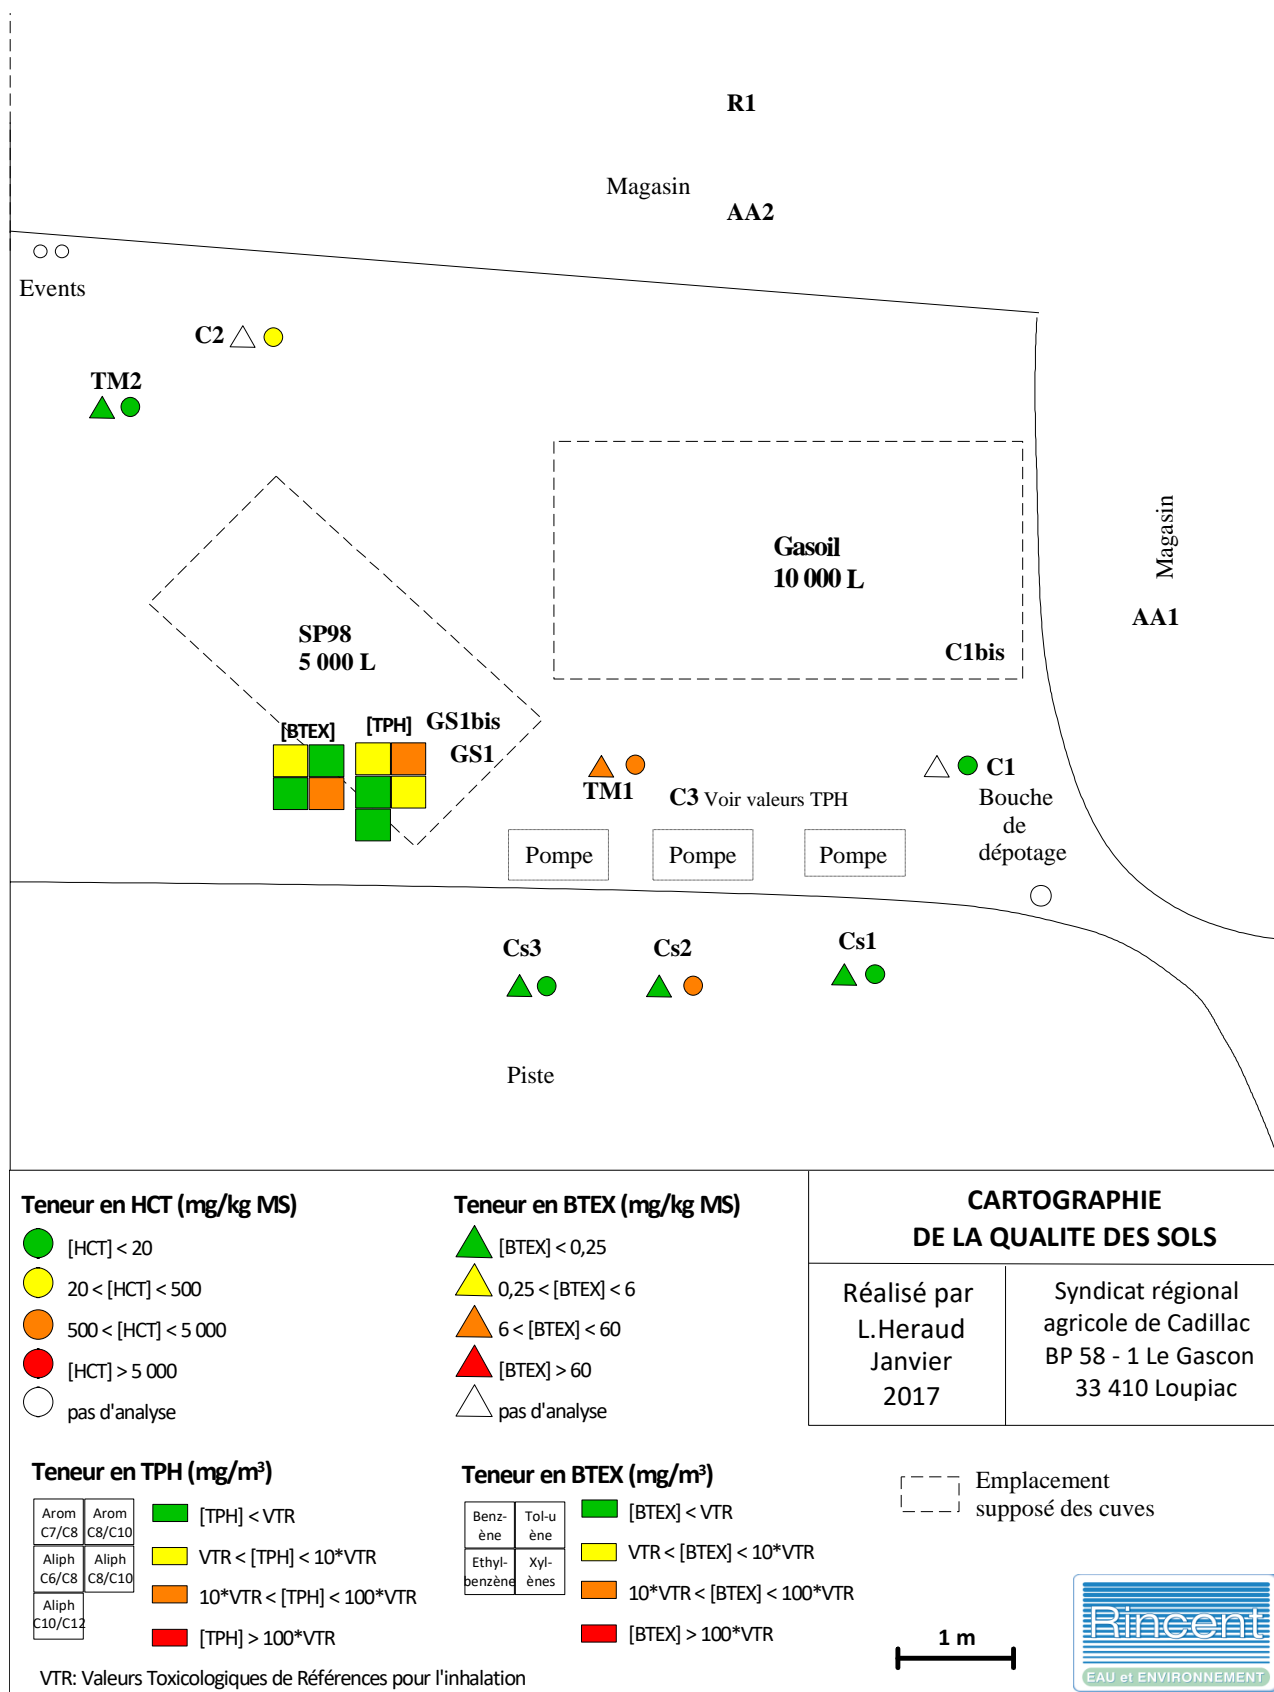 R1
Magasin
AA2
Events
C2
TM2
Gasoil
10 000 L
Magasin
AA1
SP98
5 000 L
C1bis
[BTEX]
[TPH]
GS1bis
GS1
TM1
C3 Voir valeurs TPH
C1
Bouche
de
dépotage
Pompe
Pompe
Pompe
Cs3
Cs2
Cs1
Piste
Teneur en HCT (mg/kg MS)
[HCT] < 20
20 < [HCT] < 500
500 < [HCT] < 5 000
[HCT] > 5 000
pas d'analyse
Teneur en BTEX (mg/kg MS)
[BTEX] < 0,25
0,25 < [BTEX] < 6
6 < [BTEX] < 60
[BTEX] > 60
pas d'analyse
CARTOGRAPHIE
DE LA QUALITE DES SOLS
Réalisé par
L.Heraud
Janvier
2017
Syndicat régional
agricole de Cadillac
BP 58 - 1 Le Gascon
33 410 Loupiac
Teneur en TPH (mg/m³)
Arom
C7/C8
Arom
C8/C10
Aliph
C6/C8
Aliph
C8/C10
Aliph
C10/C12
[TPH] < VTR
VTR < [TPH] < 10*VTR
10*VTR < [TPH] < 100*VTR
[TPH] > 100*VTR
Teneur en BTEX (mg/m³)
Benz-
ène
Tol-u
ène
Ethyl-
benzène
Xyl-
ènes
[BTEX] < VTR
VTR < [BTEX] < 10*VTR
10*VTR < [BTEX] < 100*VTR
[BTEX] > 100*VTR
Emplacement
supposé des cuves
1 m
Rincent
EAU et ENVIRONNEMENT
VTR: Valeurs Toxicologiques de Références pour l'inhalation